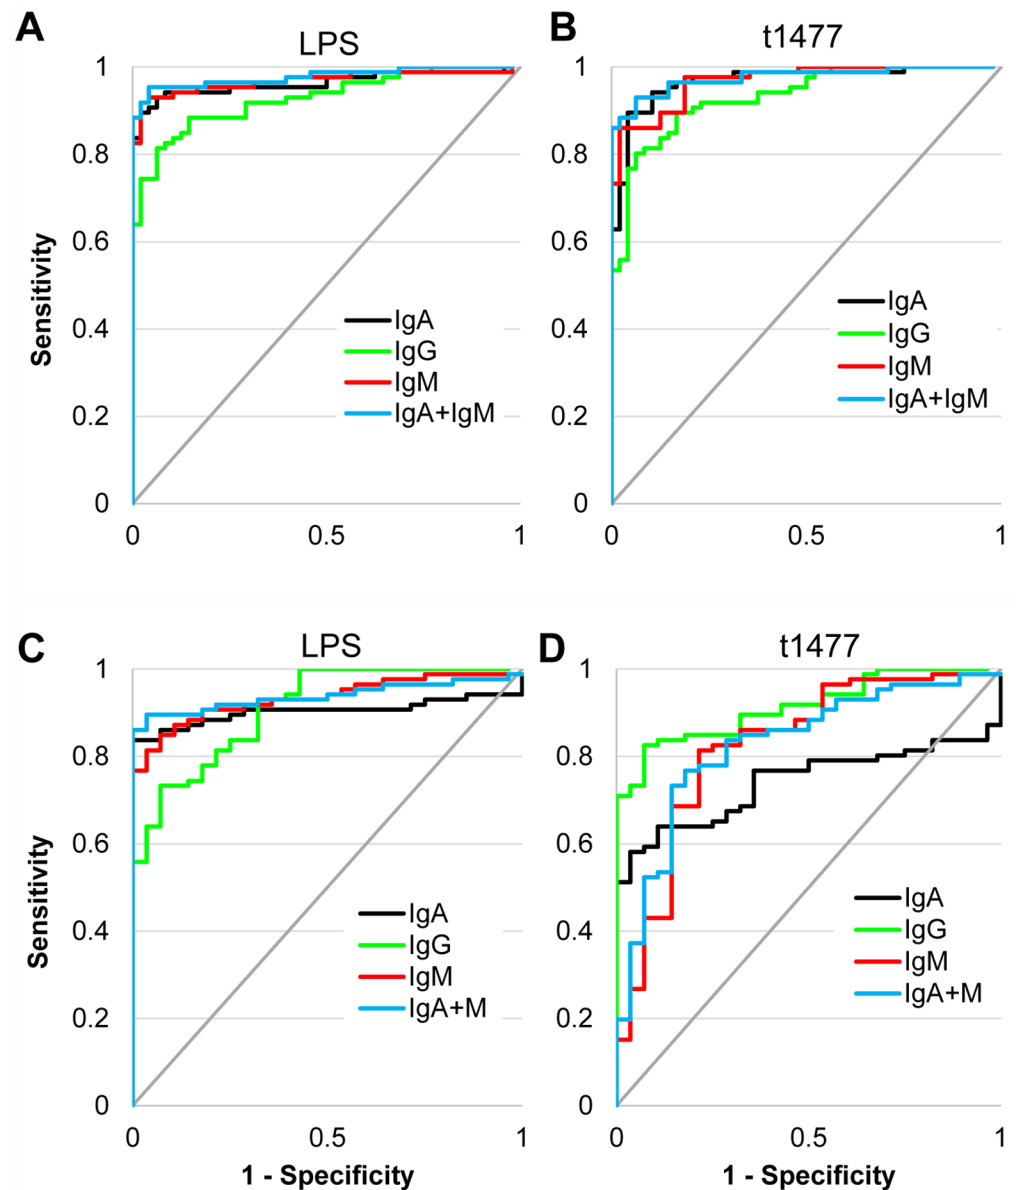 A
LPS
1
0.8
0.6
0.4
0.2
0
0
0.5
1
Sensitivity
IgA
IgG
IgM
IgA+IgM
B
t1477
1
0.8
0.6
0.4
0.2
0
0
0.5
1
IgA
IgG
IgM
IgA+IgM
C
LPS
1
0.8
0.6
0.4
0.2
0
0
0.5
1
Sensitivity
1 - Specificity
IgA
IgG
IgM
IgA+M
D
t1477
1
0.8
0.6
0.4
0.2
0
0
0.5
1
1 - Specificity
IgA
IgG
IgM
IgA+M